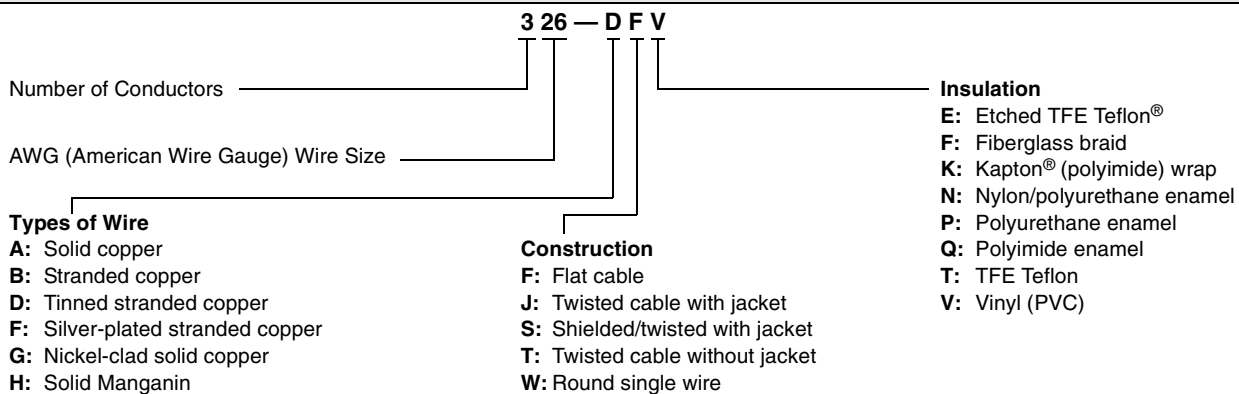 3 26 — D F V
Number of Conductors
AWG (American Wire Gauge) Wire Size
Types of Wire
A: Solid copper
B: Stranded copper
D: Tinned stranded copper
F: Silver-plated stranded copper
G: Nickel-clad solid copper
H: Solid Manganin
Construction
F: Flat cable
J: Twisted cable with jacket
S: Shielded/twisted with jacket
T: Twisted cable without jacket
W: Round single wire
Insulation
E: Etched TFE Teflon®
F: Fiberglass braid
K: Kapton® (polyimide) wrap
N: Nylon/polyurethane enamel
P: Polyurethane enamel
Q: Polyimide enamel
T: TFE Teflon
V: Vinyl (PVC)